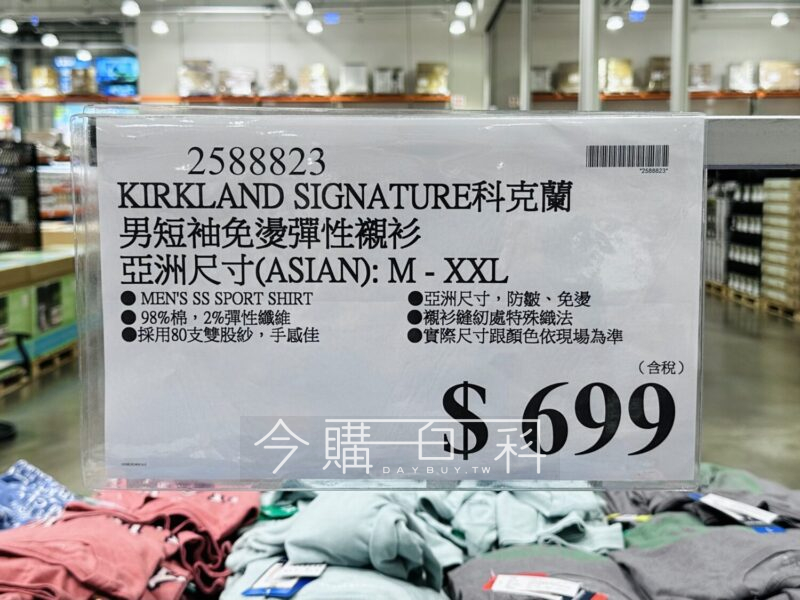 2588823
*2588823*
KIRKLAND SIGNATURE科克蘭
男短袖免燙彈性襯衫
亞洲尺寸(ASIAN): M - XXL
● MEN'S SS SPORT SHIRT
● 98%棉，2%彈性纖維
●採用80支雙股紗，手感佳
●亞洲尺寸，防皺、免燙
●襯衫縫紉處特殊織法
●實際尺寸跟顏色依現場為準
（含稅）
$ 699
今購百科
DAYBUY.TW